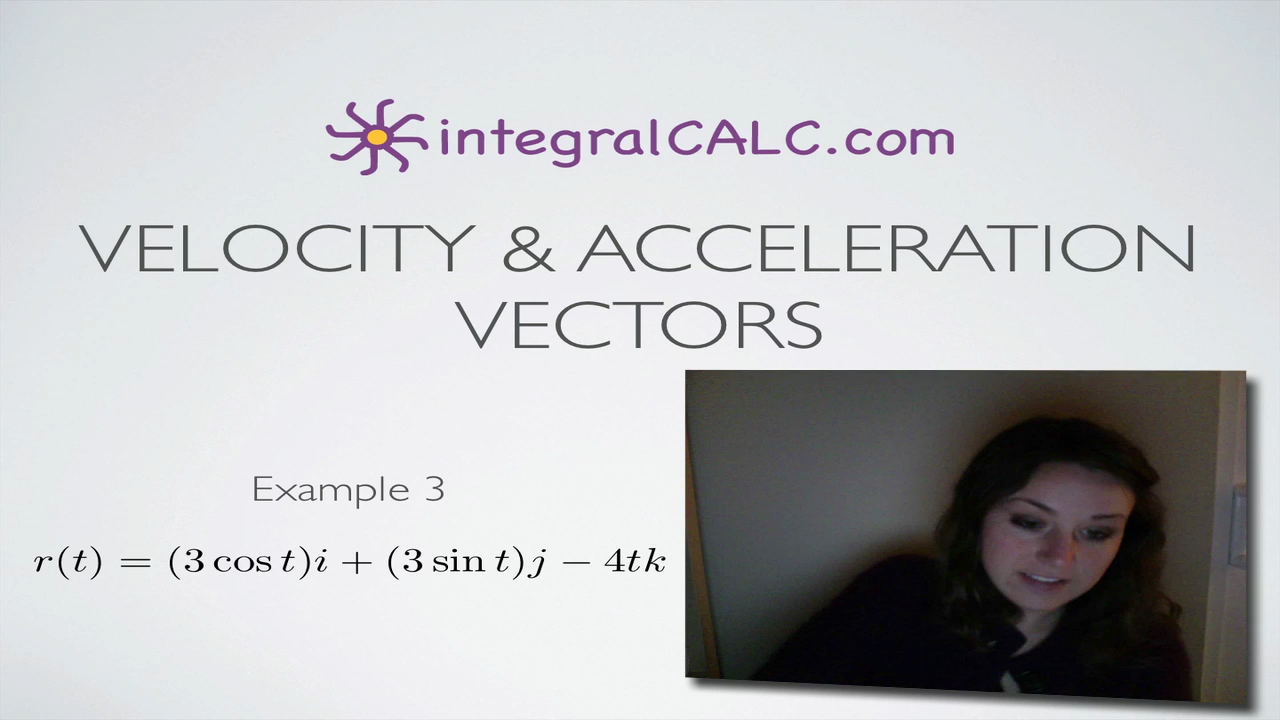 integralCALC.com
VELOCITY & ACCELERATION
VECTORS
Example 3
r(t) = (3 cos t)i + (3 sin t)j − 4tk